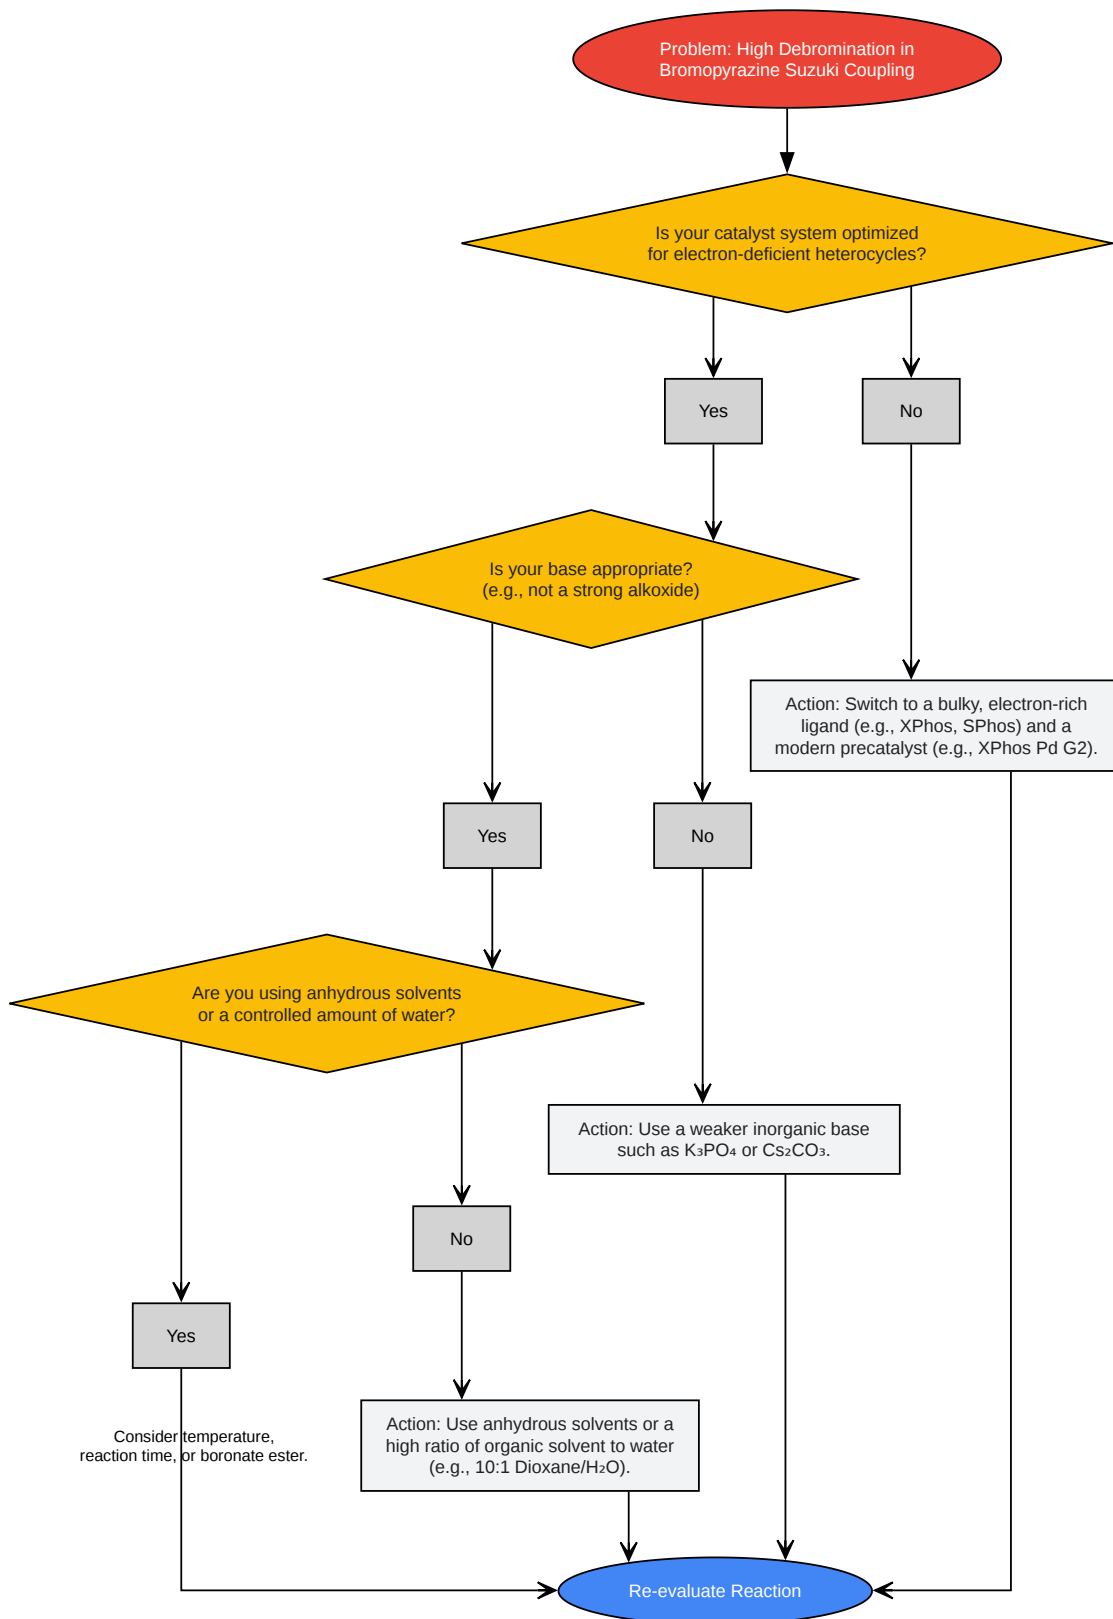 Problem: High Debromination in
Bromopyrazine Suzuki Coupling
Is your catalyst system optimized
for electron-deficient heterocycles?
Yes
No
Is your base appropriate?
(e.g., not a strong alkoxide)
Action: Switch to a bulky, electron-rich
ligand (e.g., XPhos, SPhos) and a
modern precatalyst (e.g., XPhos Pd G2).
Yes
No
Are you using anhydrous solvents
or a controlled amount of water?
Action: Use a weaker inorganic base
such as K₃PO₄ or Cs₂CO₃.
No
Yes
Consider temperature,
reaction time, or boronate ester.
Action: Use anhydrous solvents or a
high ratio of organic solvent to water
(e.g., 10:1 Dioxane/H₂O).
Re-evaluate Reaction